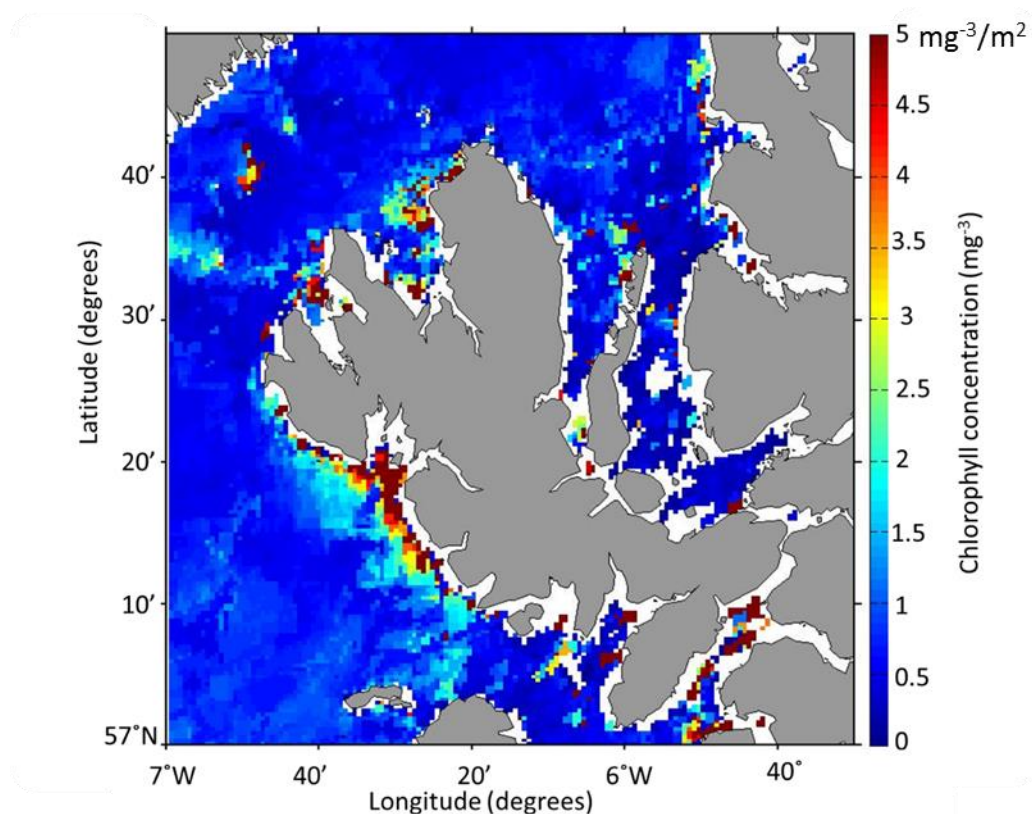 5 mg⁻³/m²
4.5
4
3.5
3
2.5
2
1.5
1
0.5
0
Chlorophyll concentration (mg⁻³)
Latitude (degrees)
40′
30′
20′
10′
57˚N
7˚W
40′
20′
6˚W
40˚
Longitude (degrees)